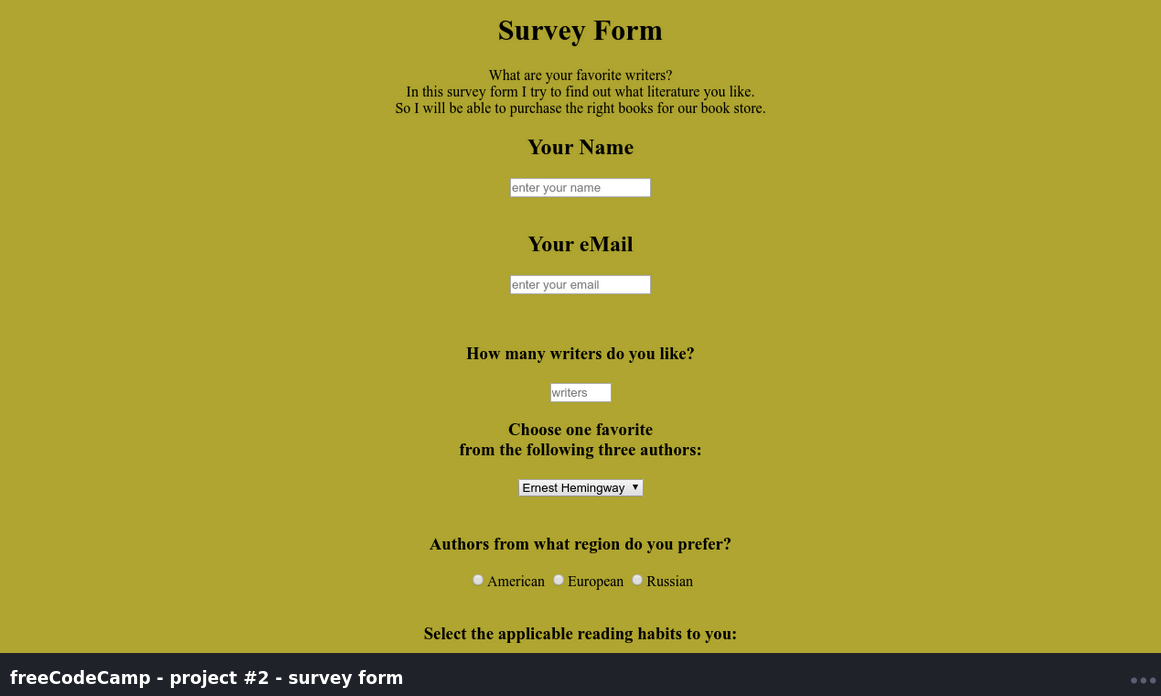 Survey Form
What are your favorite writers?
In this survey form I try to find out what literature you like.
So I will be able to purchase the right books for our book store.
Your Name
enter your name
Your eMail
enter your email
How many writers do you like?
writers
Choose one favorite
from the following three authors:
Ernest Hemingway
Authors from what region do you prefer?
American European Russian
Select the applicable reading habits to you:
freeCodeCamp - project #2 - survey form